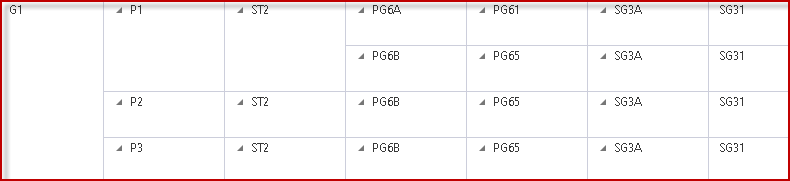 G1 P1 ST2 PG6A PG61 SG3A SG31
PG6B PG65 SG3A SG31
P2 ST2 PG6B PG65 SG3A SG31
P3 ST2 PG6B PG65 SG3A SG31